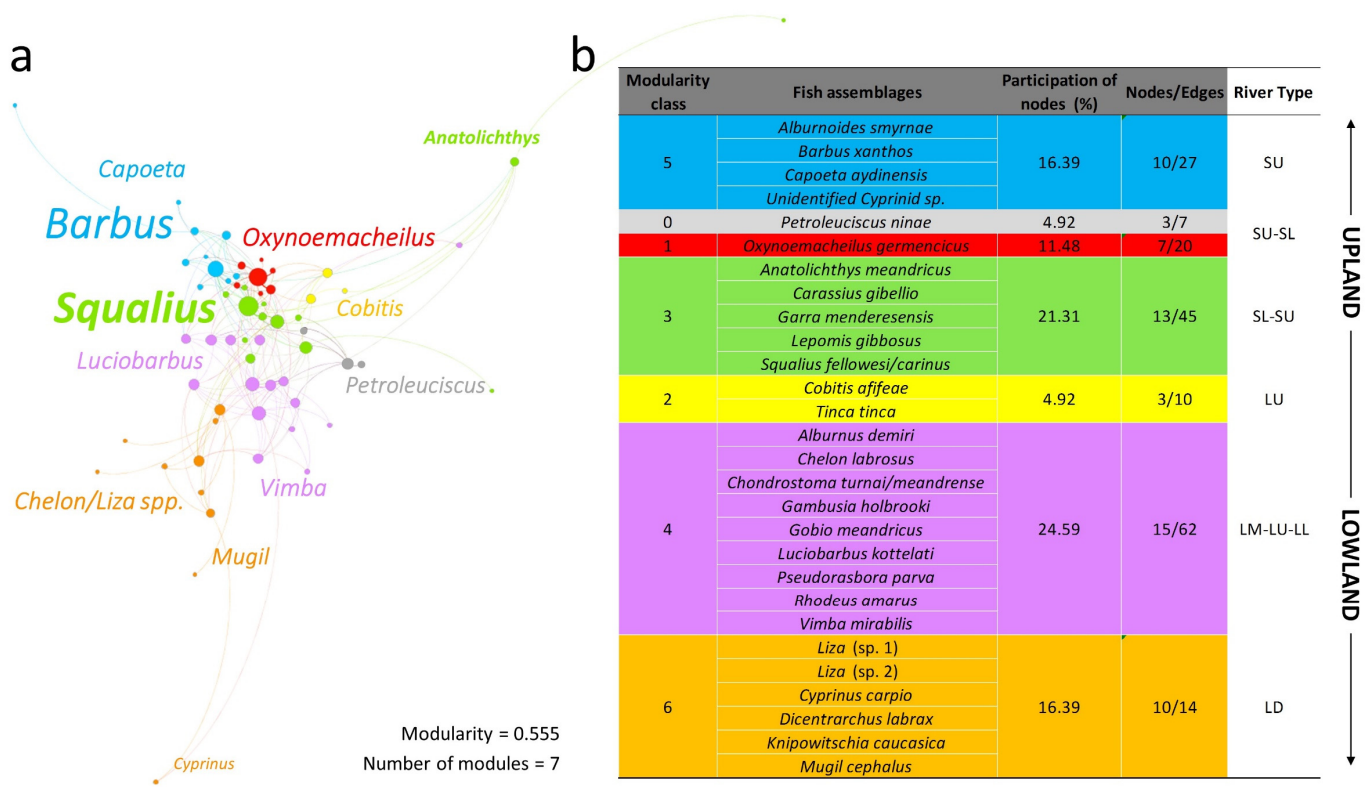 a
Anatolichthys
Capoeta
Barbus
Oxynoemacheilus
Squalius
Cobitis
Luciobarbus
Petroleuciscus
Chelon/Liza spp.
Vimba
Mugil
Cyprinus
Modularity = 0.555
Number of modules = 7
b
Modularity class Fish assemblages Participation of nodes (%) Nodes/Edges River Type
5 16.39 10/27 SU
Alburnoides smyrnae
Barbus xanthos
Capoeta aydinensis
Unidentified Cyprinid sp.
0 Petroleuciscus ninae 4.92 3/7
SU-SL
1 Oxynoemacheilus germencicus 11.48 7/20
3 21.31 13/45 SL-SU
Anatolichthys meandricus
Carassius gibellio
Garra menderesensis
Lepomis gibbosus
Squalius fellowesi/carinus
2 4.92 3/10 LU
Cobitis afifeae
Tinca tinca
4 24.59 15/62 LM-LU-LL
Alburnus demiri
Chelon labrosus
Chondrostoma turnai/meandrense
Gambusia holbrooki
Gobio meandricus
Luciobarbus kottelati
Pseudorasbora parva
Rhodeus amarus
Vimba mirabilis
6 16.39 10/14 LD
Liza (sp. 1)
Liza (sp. 2)
Cyprinus carpio
Dicentrarchus labrax
Knipowitschia caucasica
Mugil cephalus
UPLAND
LOWLAND